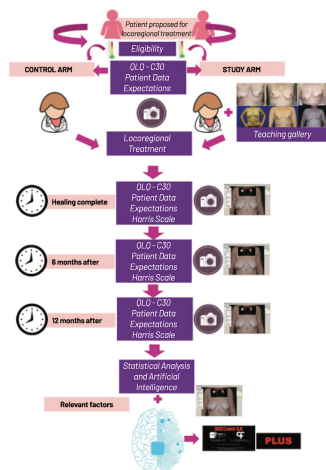 Patient proposed for
locoregional treatment
Eligibility
CONTROL ARM
QLQ - C30
Patient Data
Expectations
STUDY ARM
Teaching gallery
Locoregional
Treatment
Healing complete
QLQ - C30
Patient Data
Expectations
Harris Scale
6 months after
QLQ - C30
Patient Data
Expectations
Harris Scale
12 months after
QLQ - C30
Patient Data
Expectations
Harris Scale
Statistical Analysis
and Artificial
Intelligence
Relevant factors
PLUS